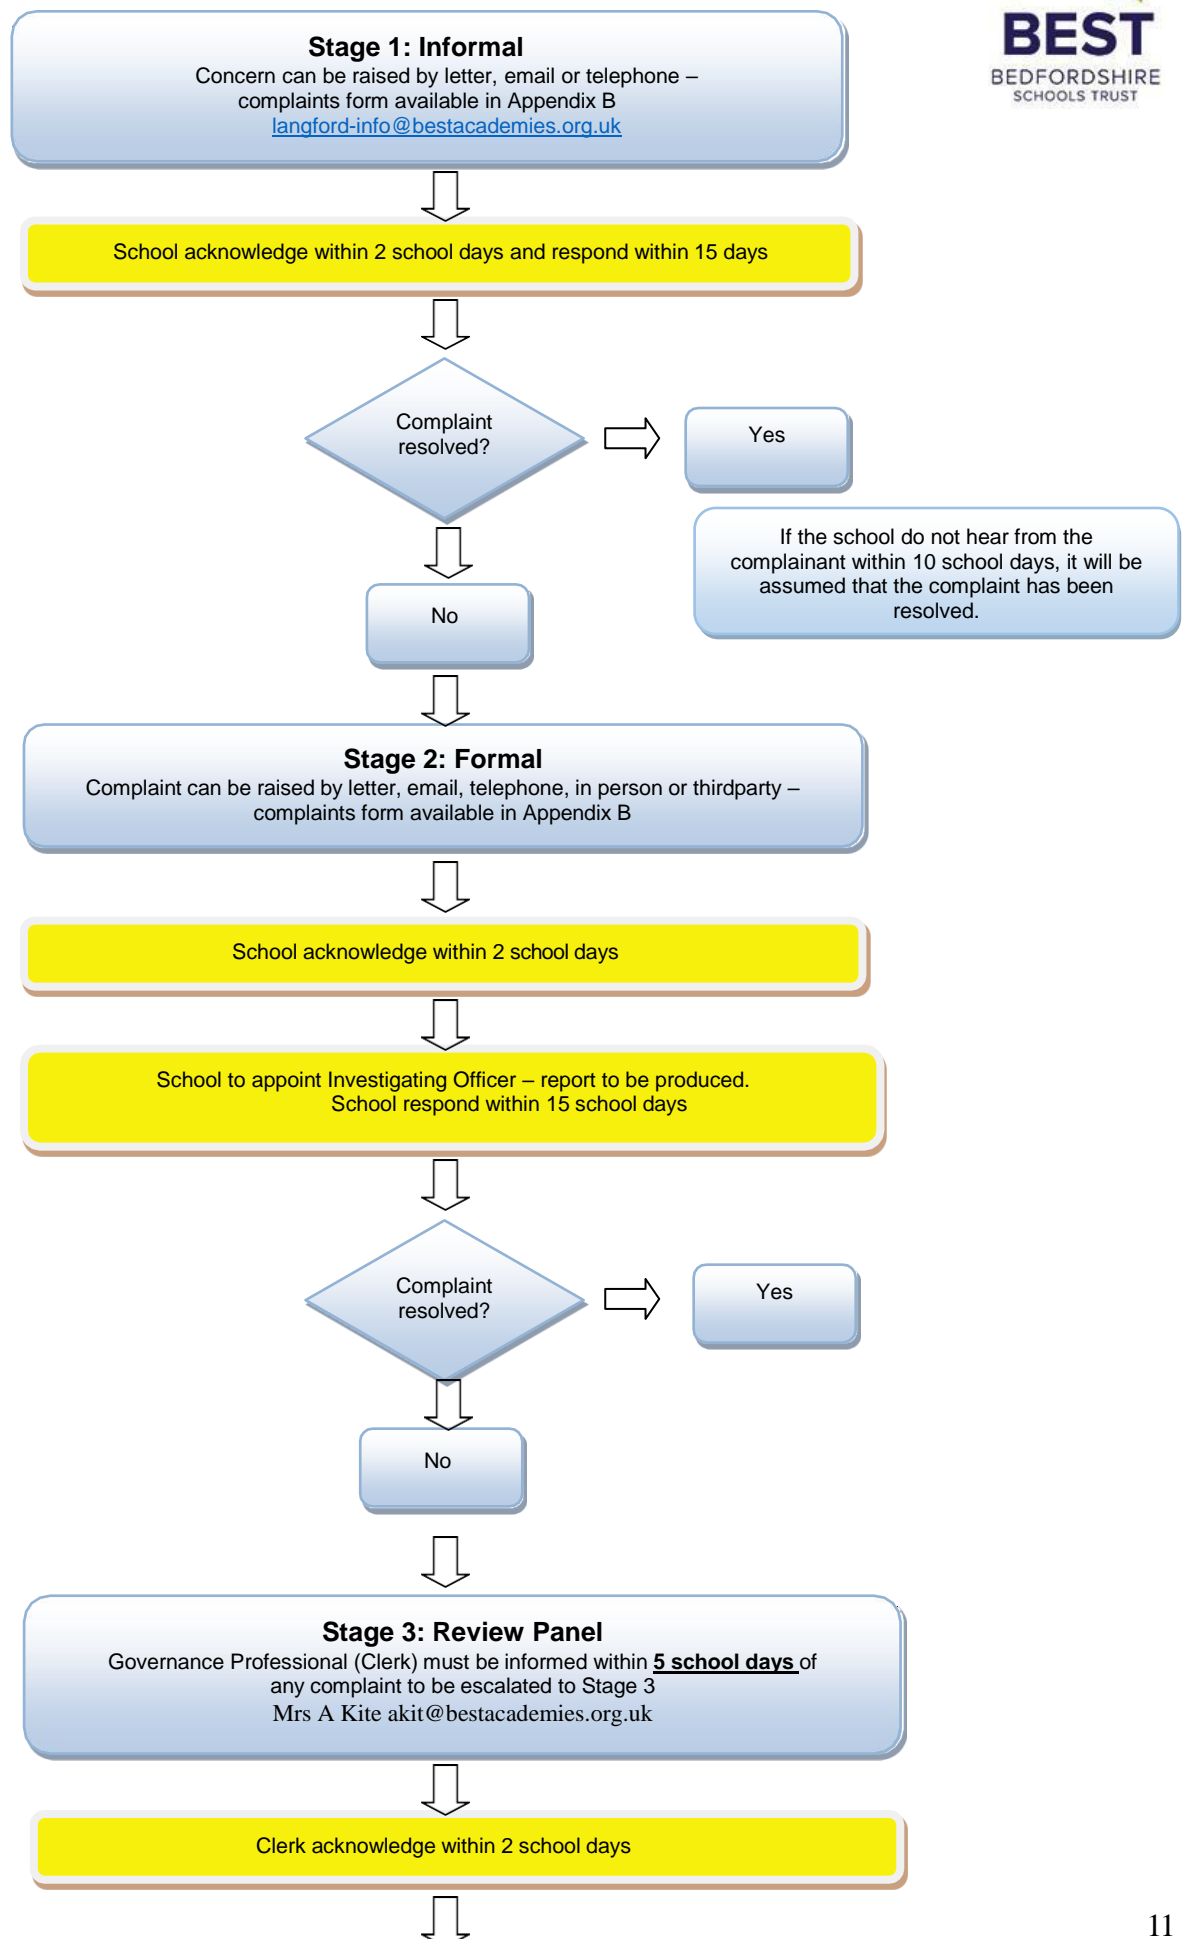 BEST
BEDFORDSHIRE
SCHOOLS TRUST
Stage 1: Informal
Concern can be raised by letter, email or telephone –
complaints form available in Appendix B
langford-info@bestacademies.org.uk
School acknowledge within 2 school days and respond within 15 days
Complaint
resolved?
Yes
If the school do not hear from the
complainant within 10 school days, it will be
assumed that the complaint has been
resolved.
No
Stage 2: Formal
Complaint can be raised by letter, email, telephone, in person or thirdparty –
complaints form available in Appendix B
School acknowledge within 2 school days
School to appoint Investigating Officer – report to be produced.
School respond within 15 school days
Complaint
resolved?
Yes
No
Stage 3: Review Panel
Governance Professional (Clerk) must be informed within 5 school days of
any complaint to be escalated to Stage 3
Mrs A Kite akit@bestacademies.org.uk
Clerk acknowledge within 2 school days
11